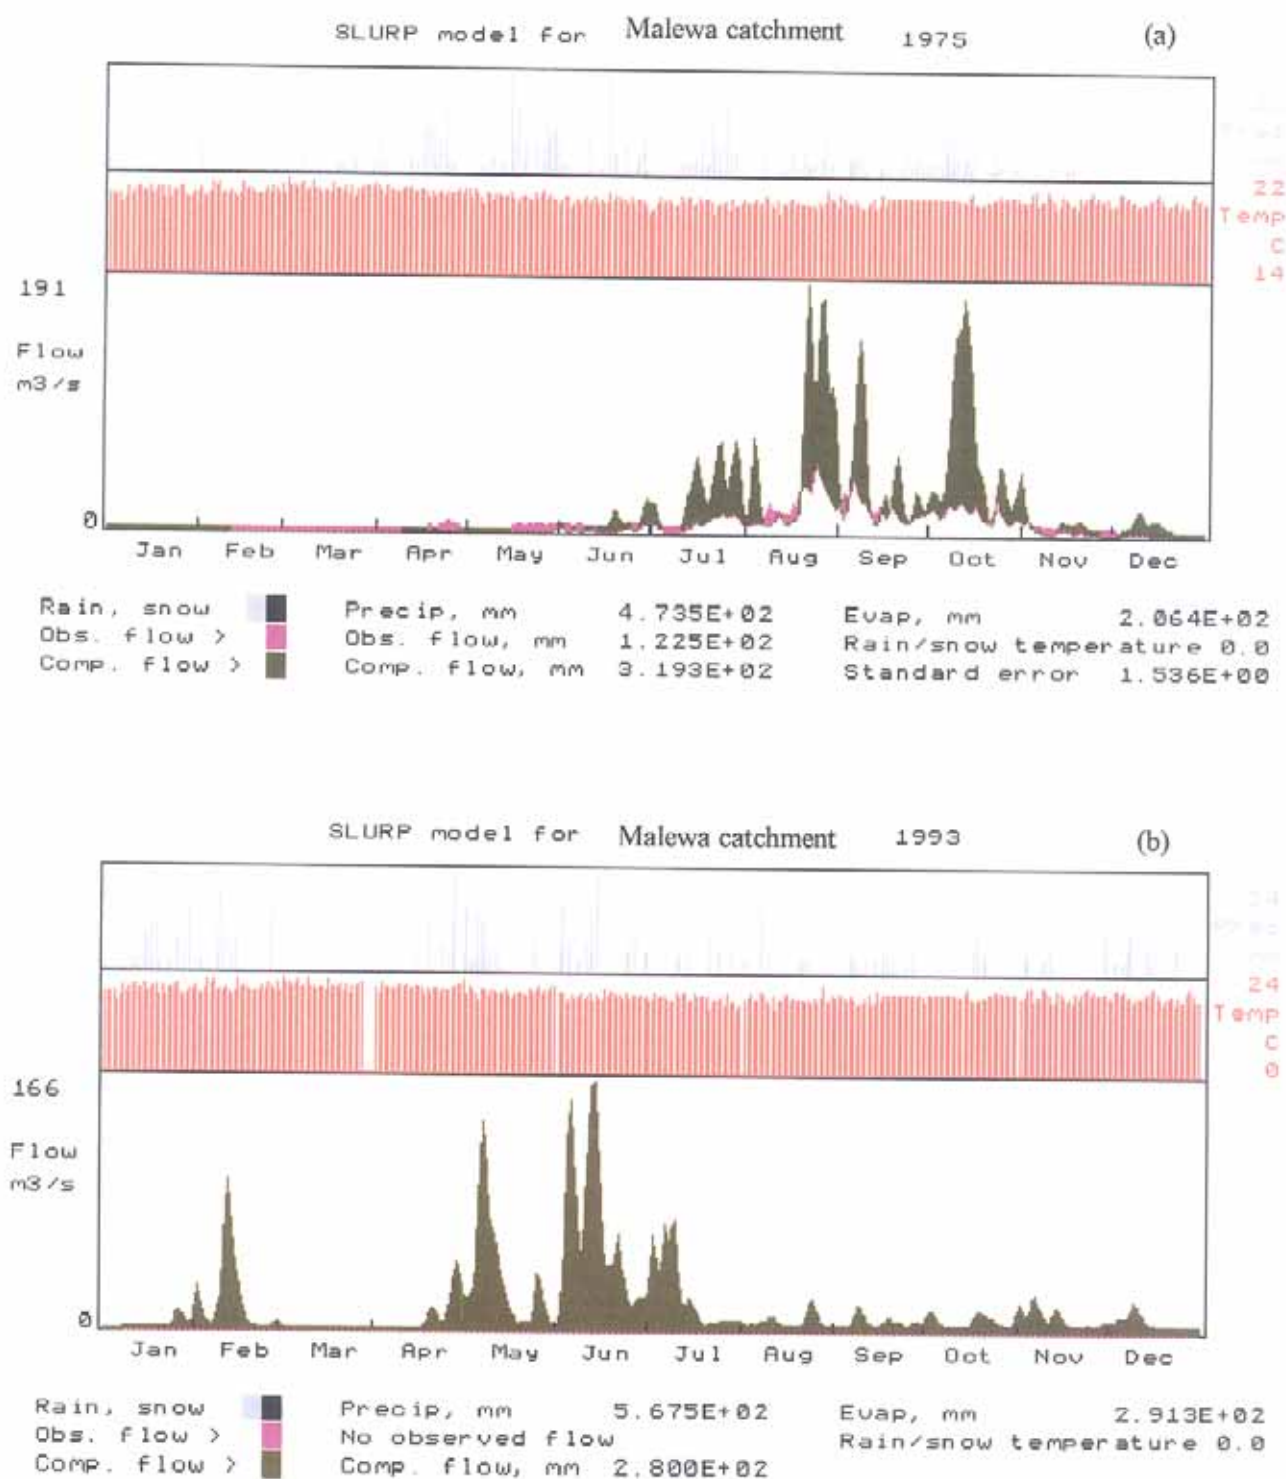 SLURP model for Malewa catchment 1975 (a)
22
Temp
C
14
191
Flow
m3/s
0
Jan Feb Mar Apr May Jun Jul Aug Sep Oct Nov Dec
Rain, snow Precip, mm 4.735E+02 Evap, mm 2.064E+02
Obs. flow > Obs. flow, mm 1.225E+02 Rain/snow temperature 0.0
Comp. flow > Comp. flow, mm 3.193E+02 Standard error 1.536E+00
SLURP model for Malewa catchment 1993 (b)
24
Temp
C
0
166
Flow
m3/s
0
Jan Feb Mar Apr May Jun Jul Aug Sep Oct Nov Dec
Rain, snow Precip, mm 5.675E+02 Evap, mm 2.913E+02
Obs. flow > No observed flow Rain/snow temperature 0.0
Comp. flow > Comp. flow, mm 2.800E+02